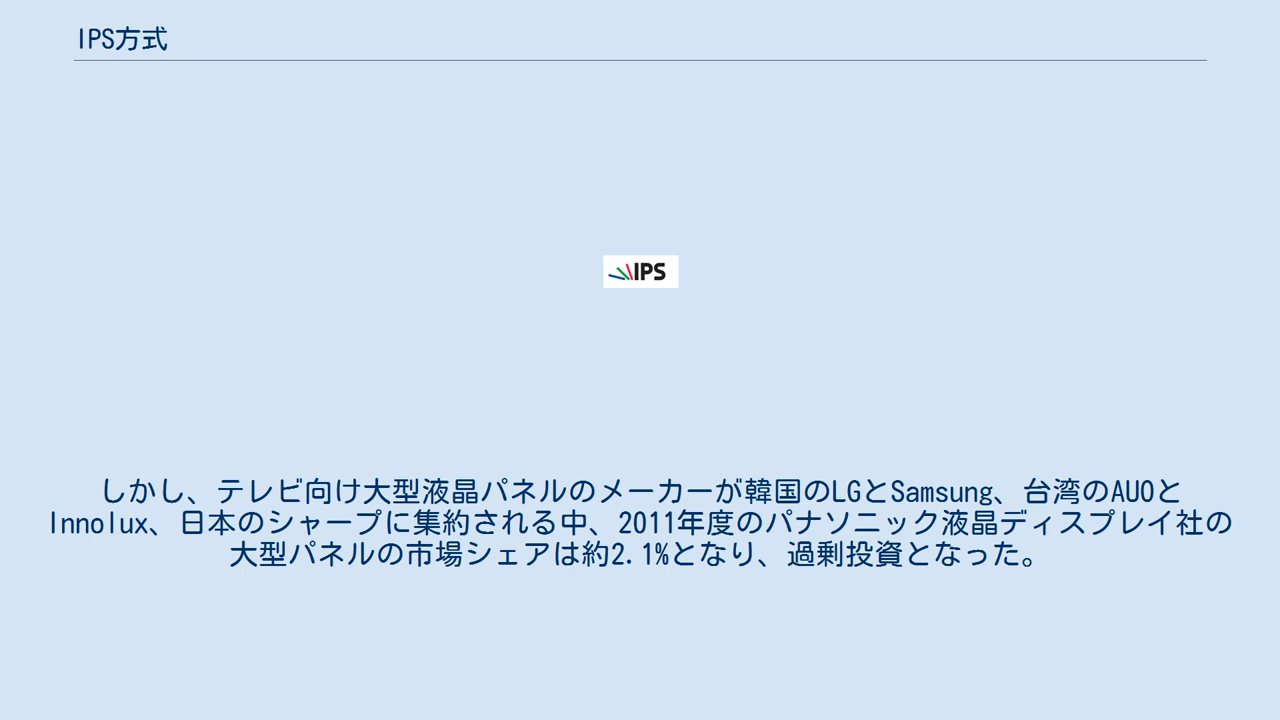 IPS方式
IPS
しかし、テレビ向け大型液晶パネルのメーカーが韓国のLGとSamsung、台湾のAUOと
Innolux、日本のシャープに集約される中、2011年度のパナソニック液晶ディスプレイ社の
大型パネルの市場シェアは約2.1%となり、過剰投資となった。